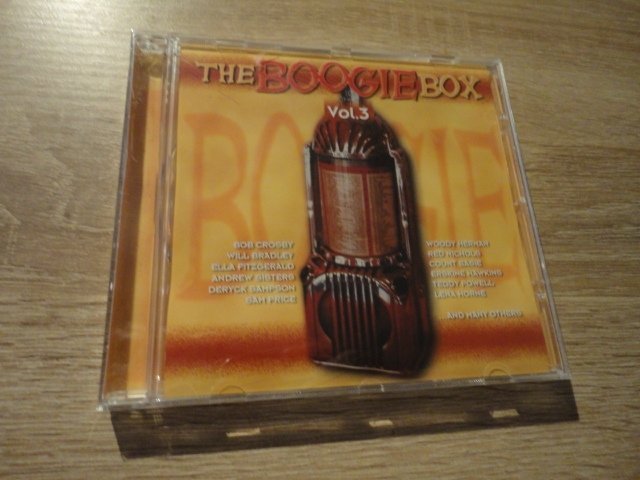 THE BOOGIE BOX
Vol.3
BOOGIE
BOB CROSBY
WILL BRADLEY
ELLA FITZGERALD
ANDREW SISTERS
DERYCK SAMPSON
SAM PRICE
WOODY HERMAN
RED NICHOLS
COUNT BASIE
ERSKINE HAWKINS
TEDDY POWELL
LENA HORNE
...AND MANY OTHERS